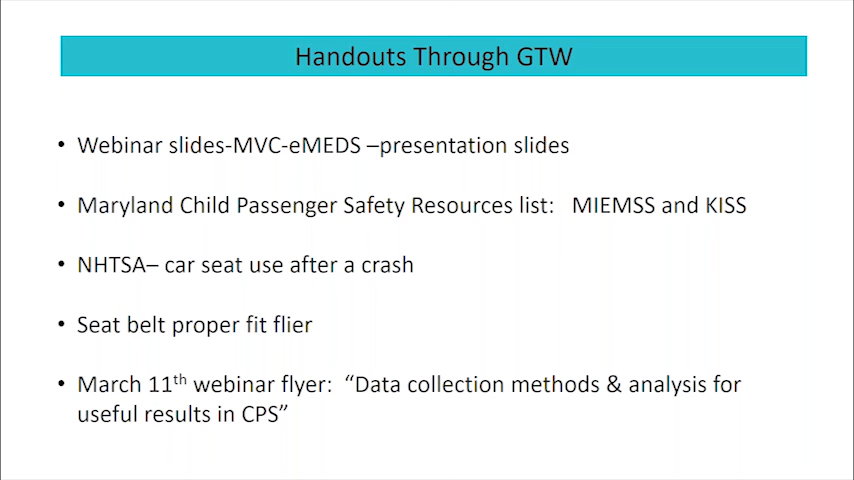 Handouts Through GTW
• Webinar slides-MVC-eMEDS –presentation slides
• Maryland Child Passenger Safety Resources list: MIEMSS and KISS
• NHTSA– car seat use after a crash
• Seat belt proper fit flier
• March 11th webinar flyer: “Data collection methods & analysis for
useful results in CPS”